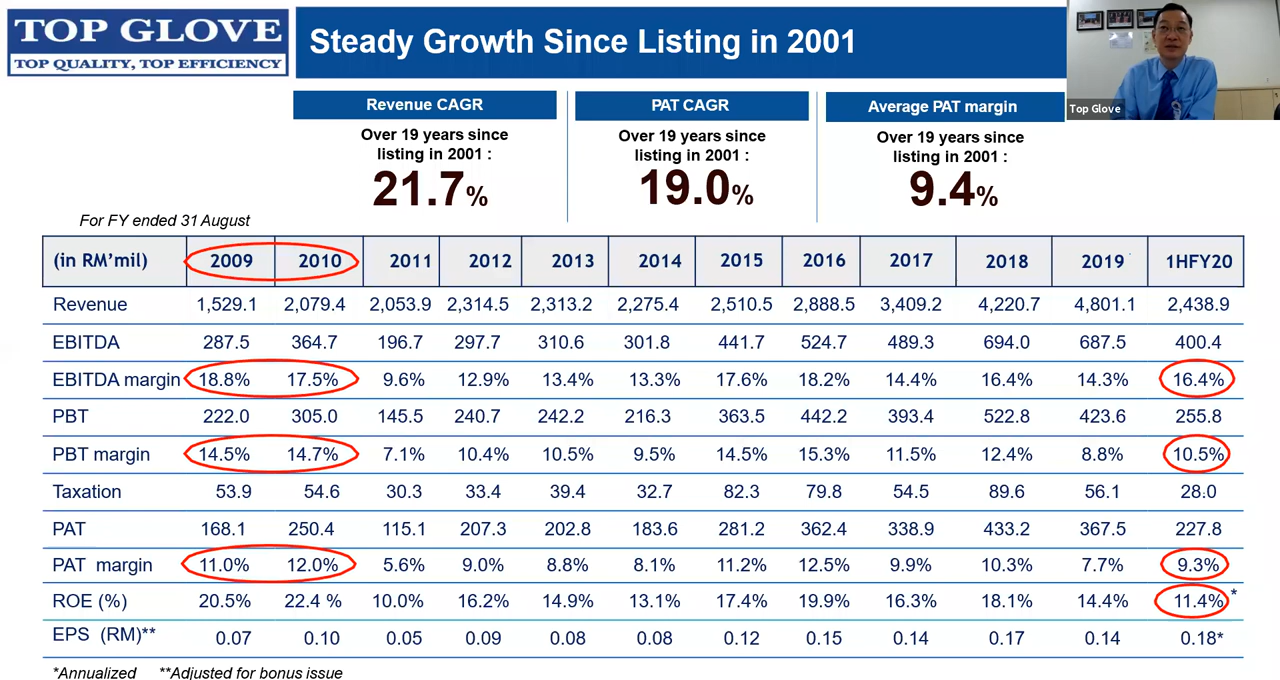 TOP GLOVE
TOP QUALITY, TOP EFFICIENCY
Steady Growth Since Listing in 2001
Top Glove
Revenue CAGR
Over 19 years since
listing in 2001 :
21.7%
PAT CAGR
Over 19 years since
listing in 2001 :
19.0%
Average PAT margin
Over 19 years since
listing in 2001 :
9.4%
For FY ended 31 August
(in RM'mil) 2009 2010 2011 2012 2013 2014 2015 2016 2017 2018 2019 1HFY20
Revenue 1,529.1 2,079.4 2,053.9 2,314.5 2,313.2 2,275.4 2,510.5 2,888.5 3,409.2 4,220.7 4,801.1 2,438.9
EBITDA 287.5 364.7 196.7 297.7 310.6 301.8 441.7 524.7 489.3 694.0 687.5 400.4
EBITDA margin 18.8% 17.5% 9.6% 12.9% 13.4% 13.3% 17.6% 18.2% 14.4% 16.4% 14.3% 16.4%
PBT 222.0 305.0 145.5 240.7 242.2 216.3 363.5 442.2 393.4 522.8 423.6 255.8
PBT margin 14.5% 14.7% 7.1% 10.4% 10.5% 9.5% 14.5% 15.3% 11.5% 12.4% 8.8% 10.5%
Taxation 53.9 54.6 30.3 33.4 39.4 32.7 82.3 79.8 54.5 89.6 56.1 28.0
PAT 168.1 250.4 115.1 207.3 202.8 183.6 281.2 362.4 338.9 433.2 367.5 227.8
PAT margin 11.0% 12.0% 5.6% 9.0% 8.8% 8.1% 11.2% 12.5% 9.9% 10.3% 7.7% 9.3%
ROE (%) 20.5% 22.4 % 10.0% 16.2% 14.9% 13.1% 17.4% 19.9% 16.3% 18.1% 14.4% 11.4% *
EPS (RM)** 0.07 0.10 0.05 0.09 0.08 0.08 0.12 0.15 0.14 0.17 0.14 0.18*
*Annualized **Adjusted for bonus issue